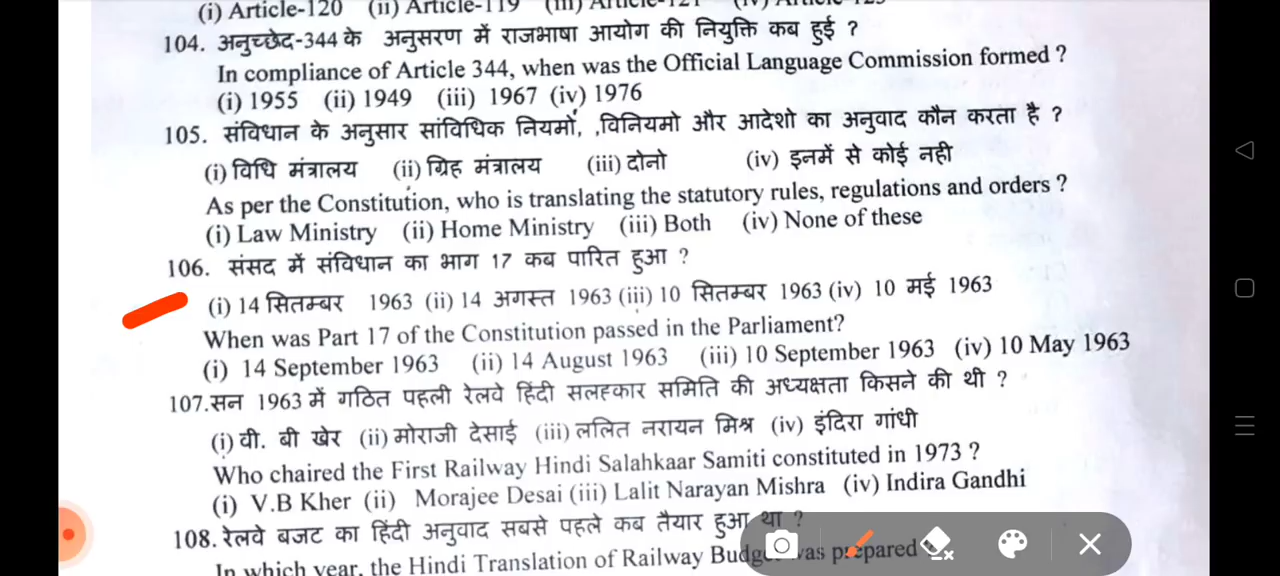 (i) Article-120 (ii) Article-119 (iii) Article-121 (iv) Article-123
104. अनुच्छेद-344 के अनुसरण में राजभाषा आयोग की नियुक्ति कब हुई ?
In compliance of Article 344, when was the Official Language Commission formed ?
(i) 1955 (ii) 1949 (iii) 1967 (iv) 1976
105. संविधान के अनुसार सांविधिक नियमों, ,विनियमो और आदेशो का अनुवाद कौन करता है ?
(i) विधि मंत्रालय (ii) ग्रिह मंत्रालय (iii) दोनो (iv) इनमें से कोई नही
As per the Constitution, who is translating the statutory rules, regulations and orders ?
(i) Law Ministry (ii) Home Ministry (iii) Both (iv) None of these
106. संसद में संविधान का भाग 17 कब पारित हुआ ?
(i) 14 सितम्बर 1963 (ii) 14 अगस्त 1963 (iii) 10 सितम्बर 1963 (iv) 10 मई 1963
When was Part 17 of the Constitution passed in the Parliament?
(i) 14 September 1963 (ii) 14 August 1963 (iii) 10 September 1963 (iv) 10 May 1963
107.सन 1963 में गठित पहली रेलवे हिंदी सलहकार समिति की अध्यक्षता किसने की थी ?
(i) वी. बी खेर (ii) मोराजी देसाई (iii) ललित नरायन मिश्र (iv) इंदिरा गांधी
Who chaired the First Railway Hindi Salahkaar Samiti constituted in 1973 ?
(i) V.B Kher (ii) Morajee Desai (iii) Lalit Narayan Mishra (iv) Indira Gandhi
108. रेलवे बजट का हिंदी अनुवाद सबसे पहले कब तैयार हुआ था ?
In which year, the Hindi Translation of Railway Budget was prepared